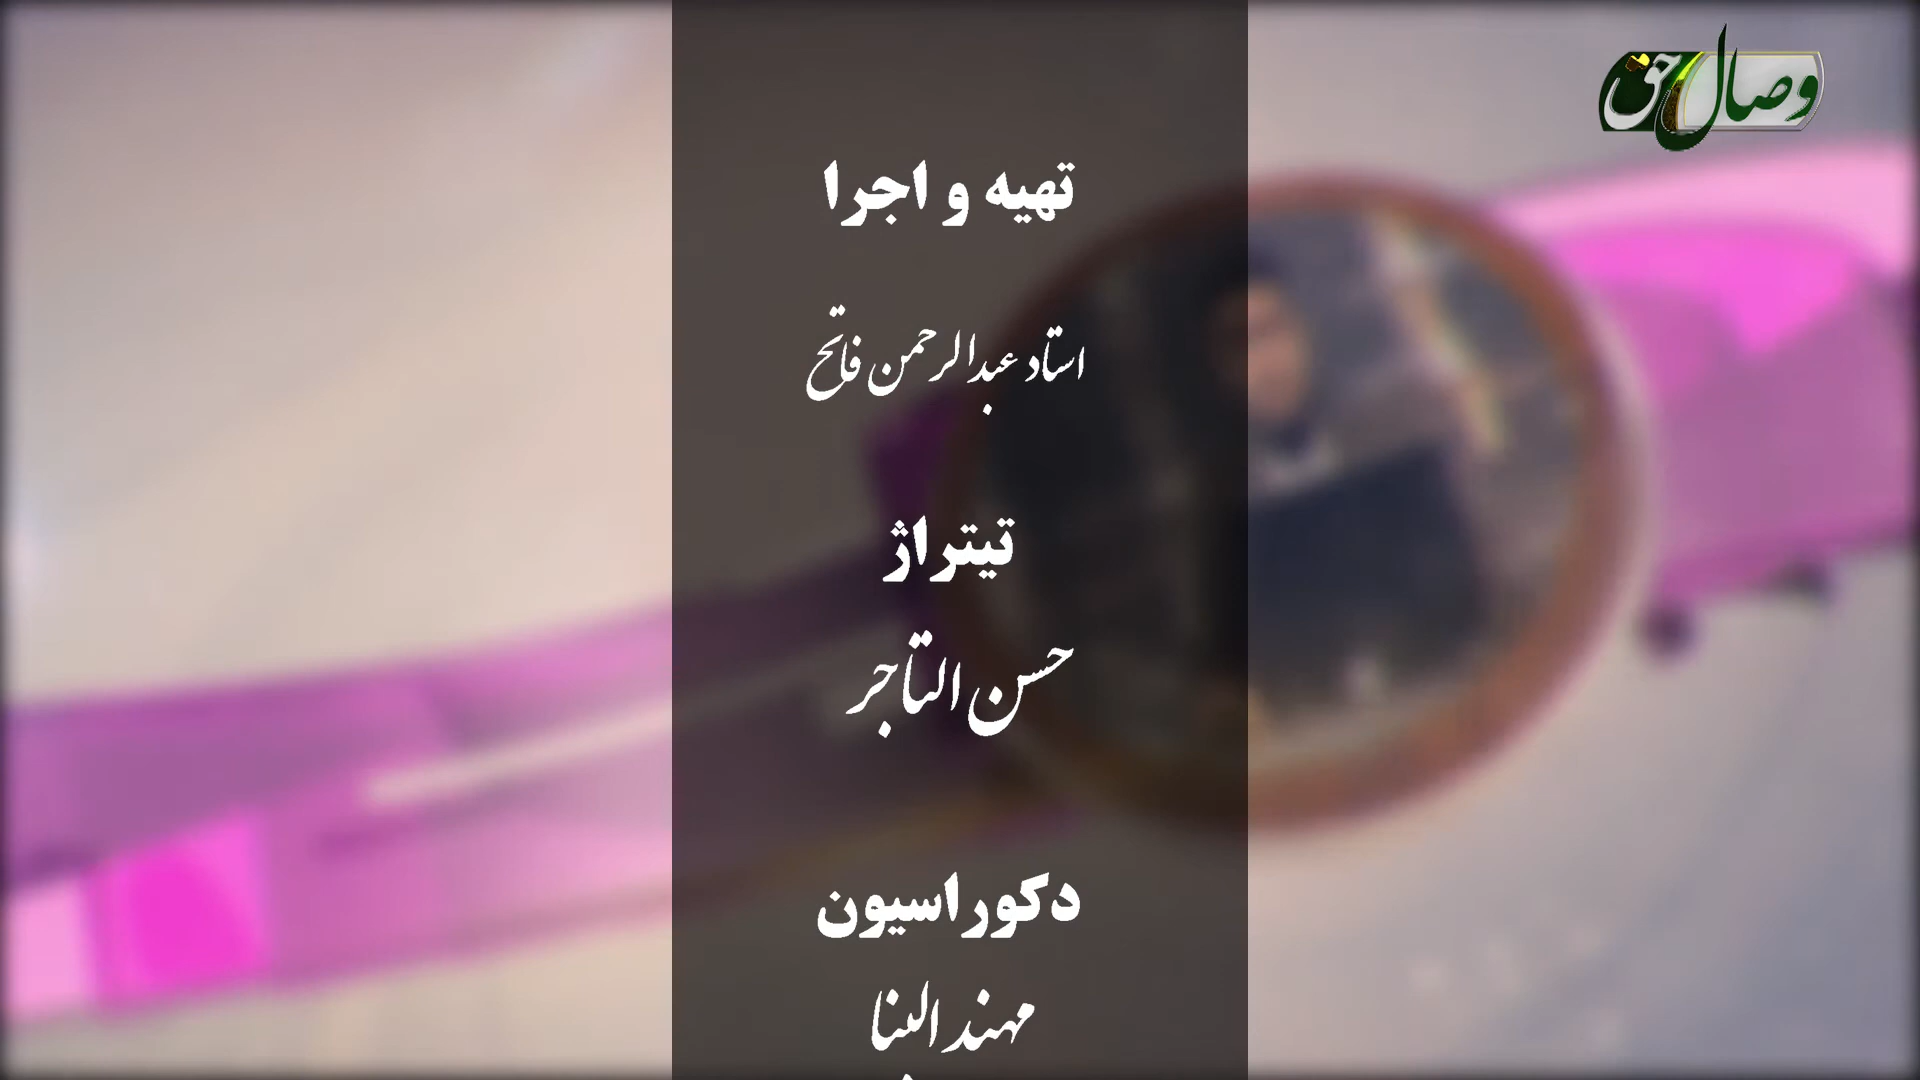 وصال حق
تهیه و اجرا
استاد عبدالرحمن فاتح
تیتراژ
حسن التاجر
دکوراسیون
مهند البنا